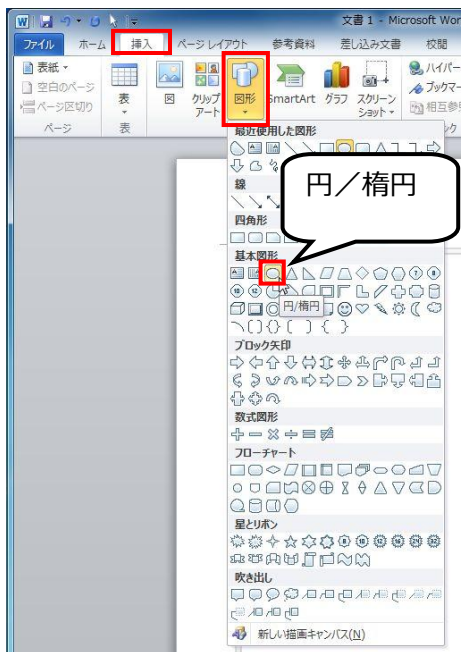 文書 1 - Microsoft Wor
ファイル ホーム 挿入 ページ レイアウト 参考資料 差し込み文書 校閲
表紙
空白のページ
ページ区切り
ページ
表
表
図
クリップ
アート
図形
SmartArt
グラフ
スクリーン
ショット
ハイパー
ブックマー
相互参
ク
最近使用した図形
線
四角形
円／楕円
基本図形
円/楕円
ブロック矢印
数式図形
フローチャート
星とリボン
吹き出し
新しい描画キャンバス(N)